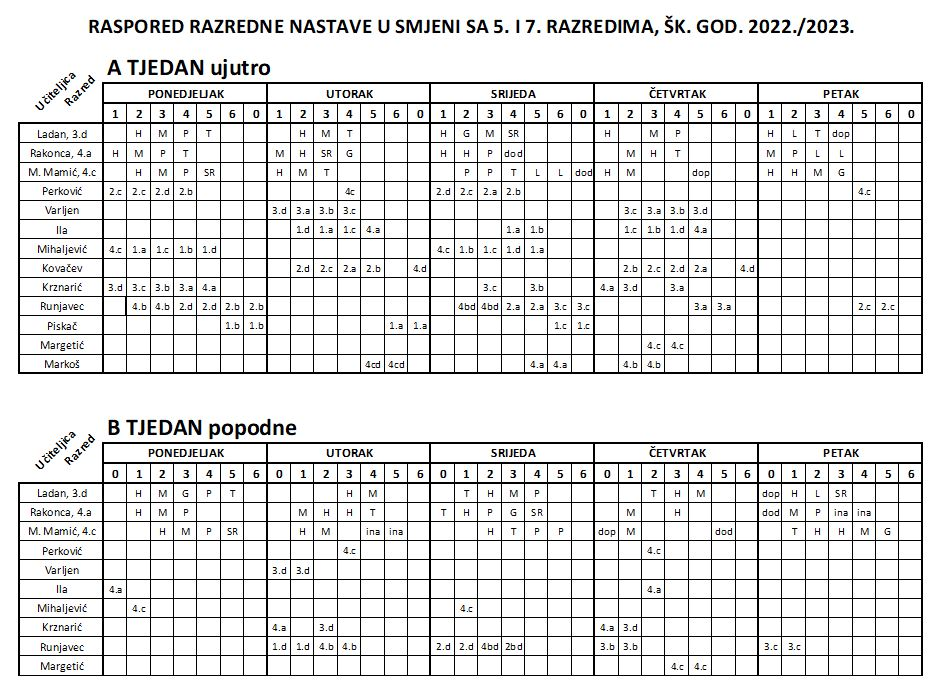 RASPORED RAZREDNE NASTAVE U SMJENI SA 5. I 7. RAZREDIMA, ŠK. GOD. 2022./2023.
A TJEDAN ujutro
Učiteljica Razred
PONEDJELJAK UTORAK SRIJEDA ČETVRTAK PETAK
1 2 3 4 5 6 0 1 2 3 4 5 6 0 1 2 3 4 5 6 0 1 2 3 4 5 6 0 1 2 3 4 5 6 0
Ladan, 3.d H M P T H M T H G M SR H M P H L T dop
Rakonca, 4.a H M P T M H SR G H H P dod M H T M P L L
M. Mamić, 4.c H M P SR H M T P P T L L dod H M dop H H M G
Perković 2.c 2.c 2.d 2.b 4c 2.d 2.c 2.a 2.b 4.c
Varljen 3.d 3.a 3.b 3.c 3.c 3.a 3.b 3.d
Ila 1.d 1.a 1.c 4.a 1.a 1.b 1.c 1.b 1.d 4.a
Mihaljević 4.c 1.a 1.c 1.b 1.d 4.c 1.b 1.c 1.d 1.a
Kovačev 2.d 2.c 2.a 2.b 4.d 2.b 2.c 2.d 2.a 4.d
Krznarić 3.d 3.c 3.b 3.a 4.a 3.c 3.b 4.a 3.d 3.a
Runjavec 4.b 4.b 2.d 2.d 2.b 2.b 4bd 4bd 2.a 2.a 3.c 3.c 3.a 3.a 2.c 2.c
Piskač 1.b 1.b 1.a 1.a 1.c 1.c
Margetić 4.c 4.c
Markoš 4cd 4cd 4.a 4.a 4.b 4.b
B TJEDAN popodne
Učiteljica Razred
PONEDJELJAK UTORAK SRIJEDA ČETVRTAK PETAK
0 1 2 3 4 5 6 0 1 2 3 4 5 6 0 1 2 3 4 5 6 0 1 2 3 4 5 6 0 1 2 3 4 5 6
Ladan, 3.d H M G P T H M T H M P T H M dop H L SR
Rakonca, 4.a H M P M H H T T H P G SR M H dod M P ina ina
M. Mamić, 4.c H M P SR H M ina ina H T P P dop M dod T H H M G
Perković 4.c 4.c
Varljen 3.d 3.d
Ila 4.a 4.a
Mihaljević 4.c 4.c
Krznarić 4.a 3.d 4.a 3.d
Runjavec 1.d 1.d 4.b 4.b 2.d 2.d 4bd 2bd 3.b 3.b 3.c 3.c
Margetić 4.c 4.c